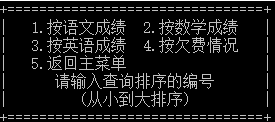 1.按语文成绩 2.按数学成绩
3.按英语成绩 4.按欠费情况
5.返回主菜单
请输入查询排序的编号
(从小到大排序)